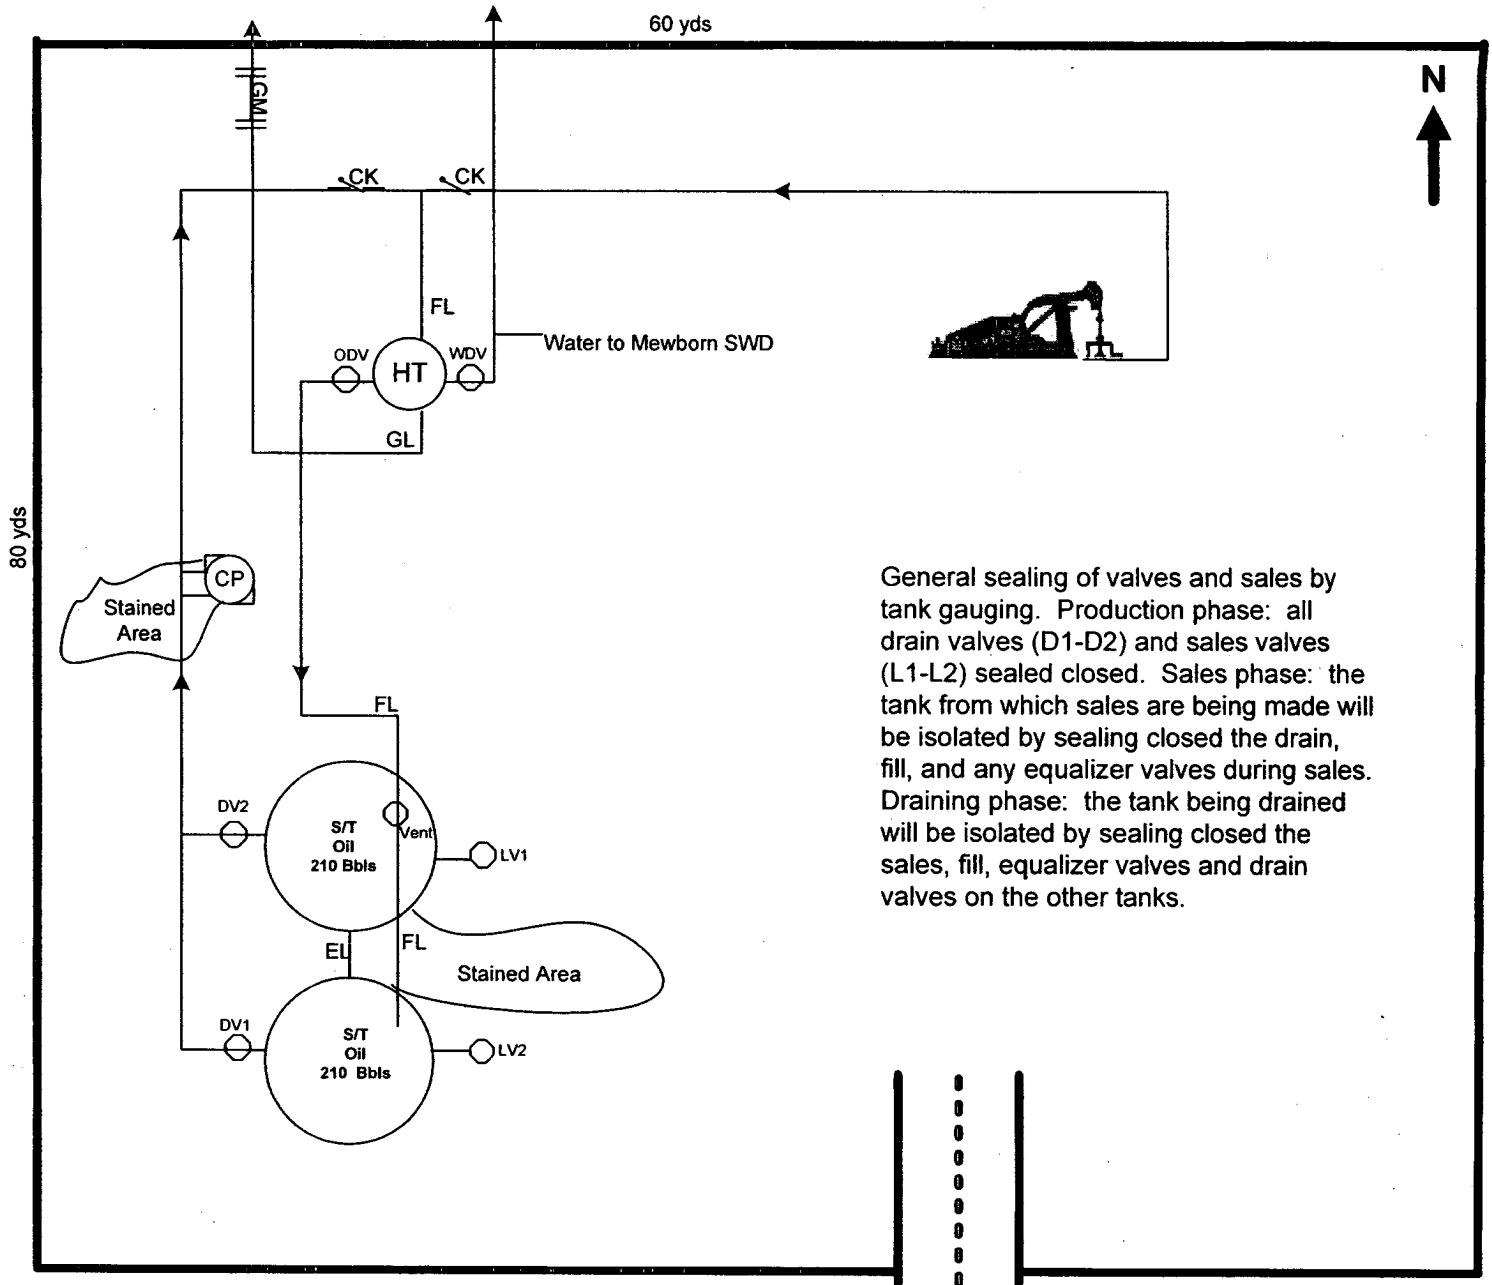 60 yds
N
GM
CK
CK
FL
Water to Mewborn SWD
ODV
WDV
HT
GL
80 yds
CP
Stained
Area
General sealing of valves and sales by
tank gauging. Production phase: all
drain valves (D1-D2) and sales valves
(L1-L2) sealed closed. Sales phase: the
tank from which sales are being made will
be isolated by sealing closed the drain,
fill, and any equalizer valves during sales.
Draining phase: the tank being drained
will be isolated by sealing closed the
sales, fill, equalizer valves and drain
valves on the other tanks.
FL
DV2
S/T
Oil
210 Bbls
Vent
LV1
EL
FL
Stained Area
DV1
S/T
Oil
210 Bbls
LV2